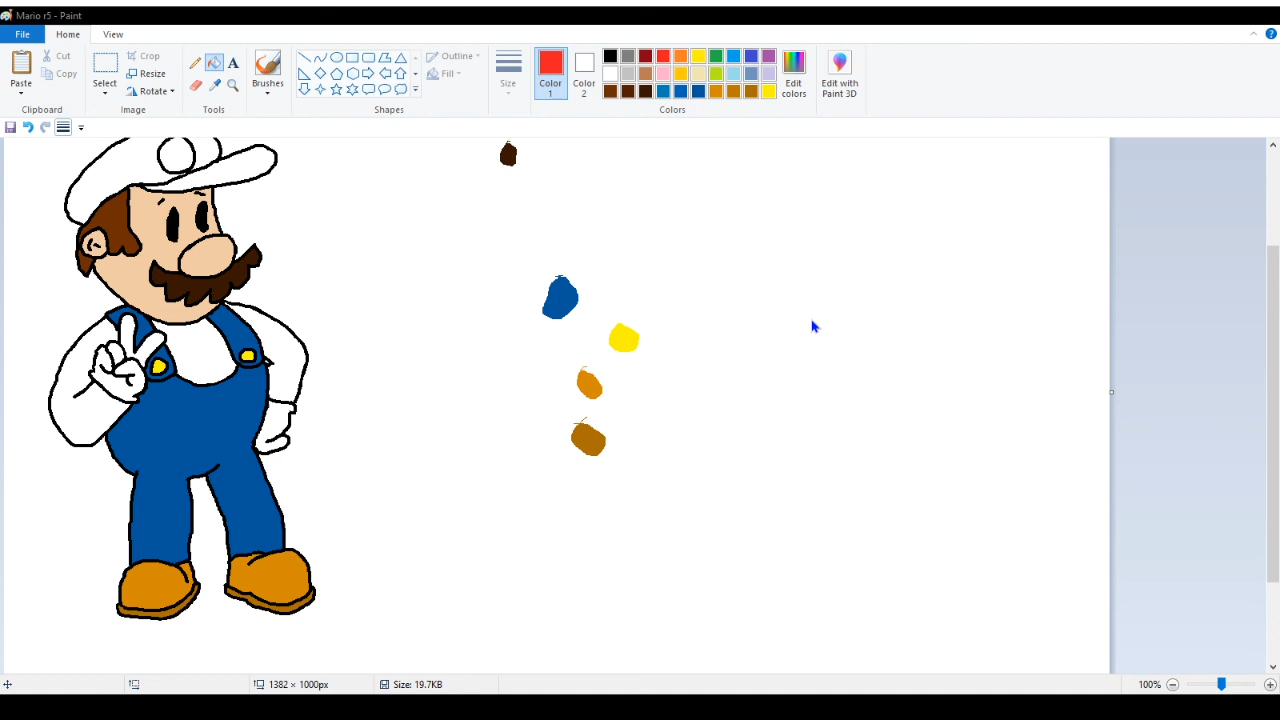 Mario r5 - Paint
File Home View
Paste
Cut
Copy
Clipboard
Select
Crop
Resize
Rotate
Image
A
Tools
Brushes
Outline
Fill
Shapes
Size
Color 1
Color 2
Colors
Edit colors
Edit with Paint 3D
1382 × 1000px
Size: 19.7KB
100%